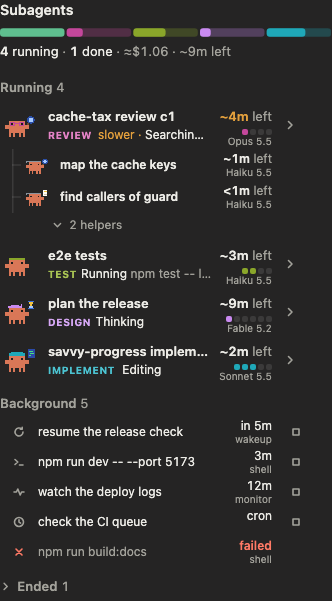 Subagents
4 running · 1 done · ≈$1.06 · ~9m left
Running 4
cache-tax review c1
~4m left
REVIEW slower · Searchin…
Opus 5.5
map the cache keys
~1m left
Haiku 5.5
find callers of guard
<1m left
Haiku 5.5
2 helpers
e2e tests
~3m left
TEST Running npm test -- l…
Haiku 5.5
plan the release
~9m left
DESIGN Thinking
Fable 5.2
savvy-progress implem…
~2m left
IMPLEMENT Editing
Sonnet 5.5
Background 5
resume the release check
in 5m
wakeup
npm run dev -- --port 5173
3m
shell
watch the deploy logs
12m
monitor
check the CI queue
cron
npm run build:docs
failed
shell
Ended 1